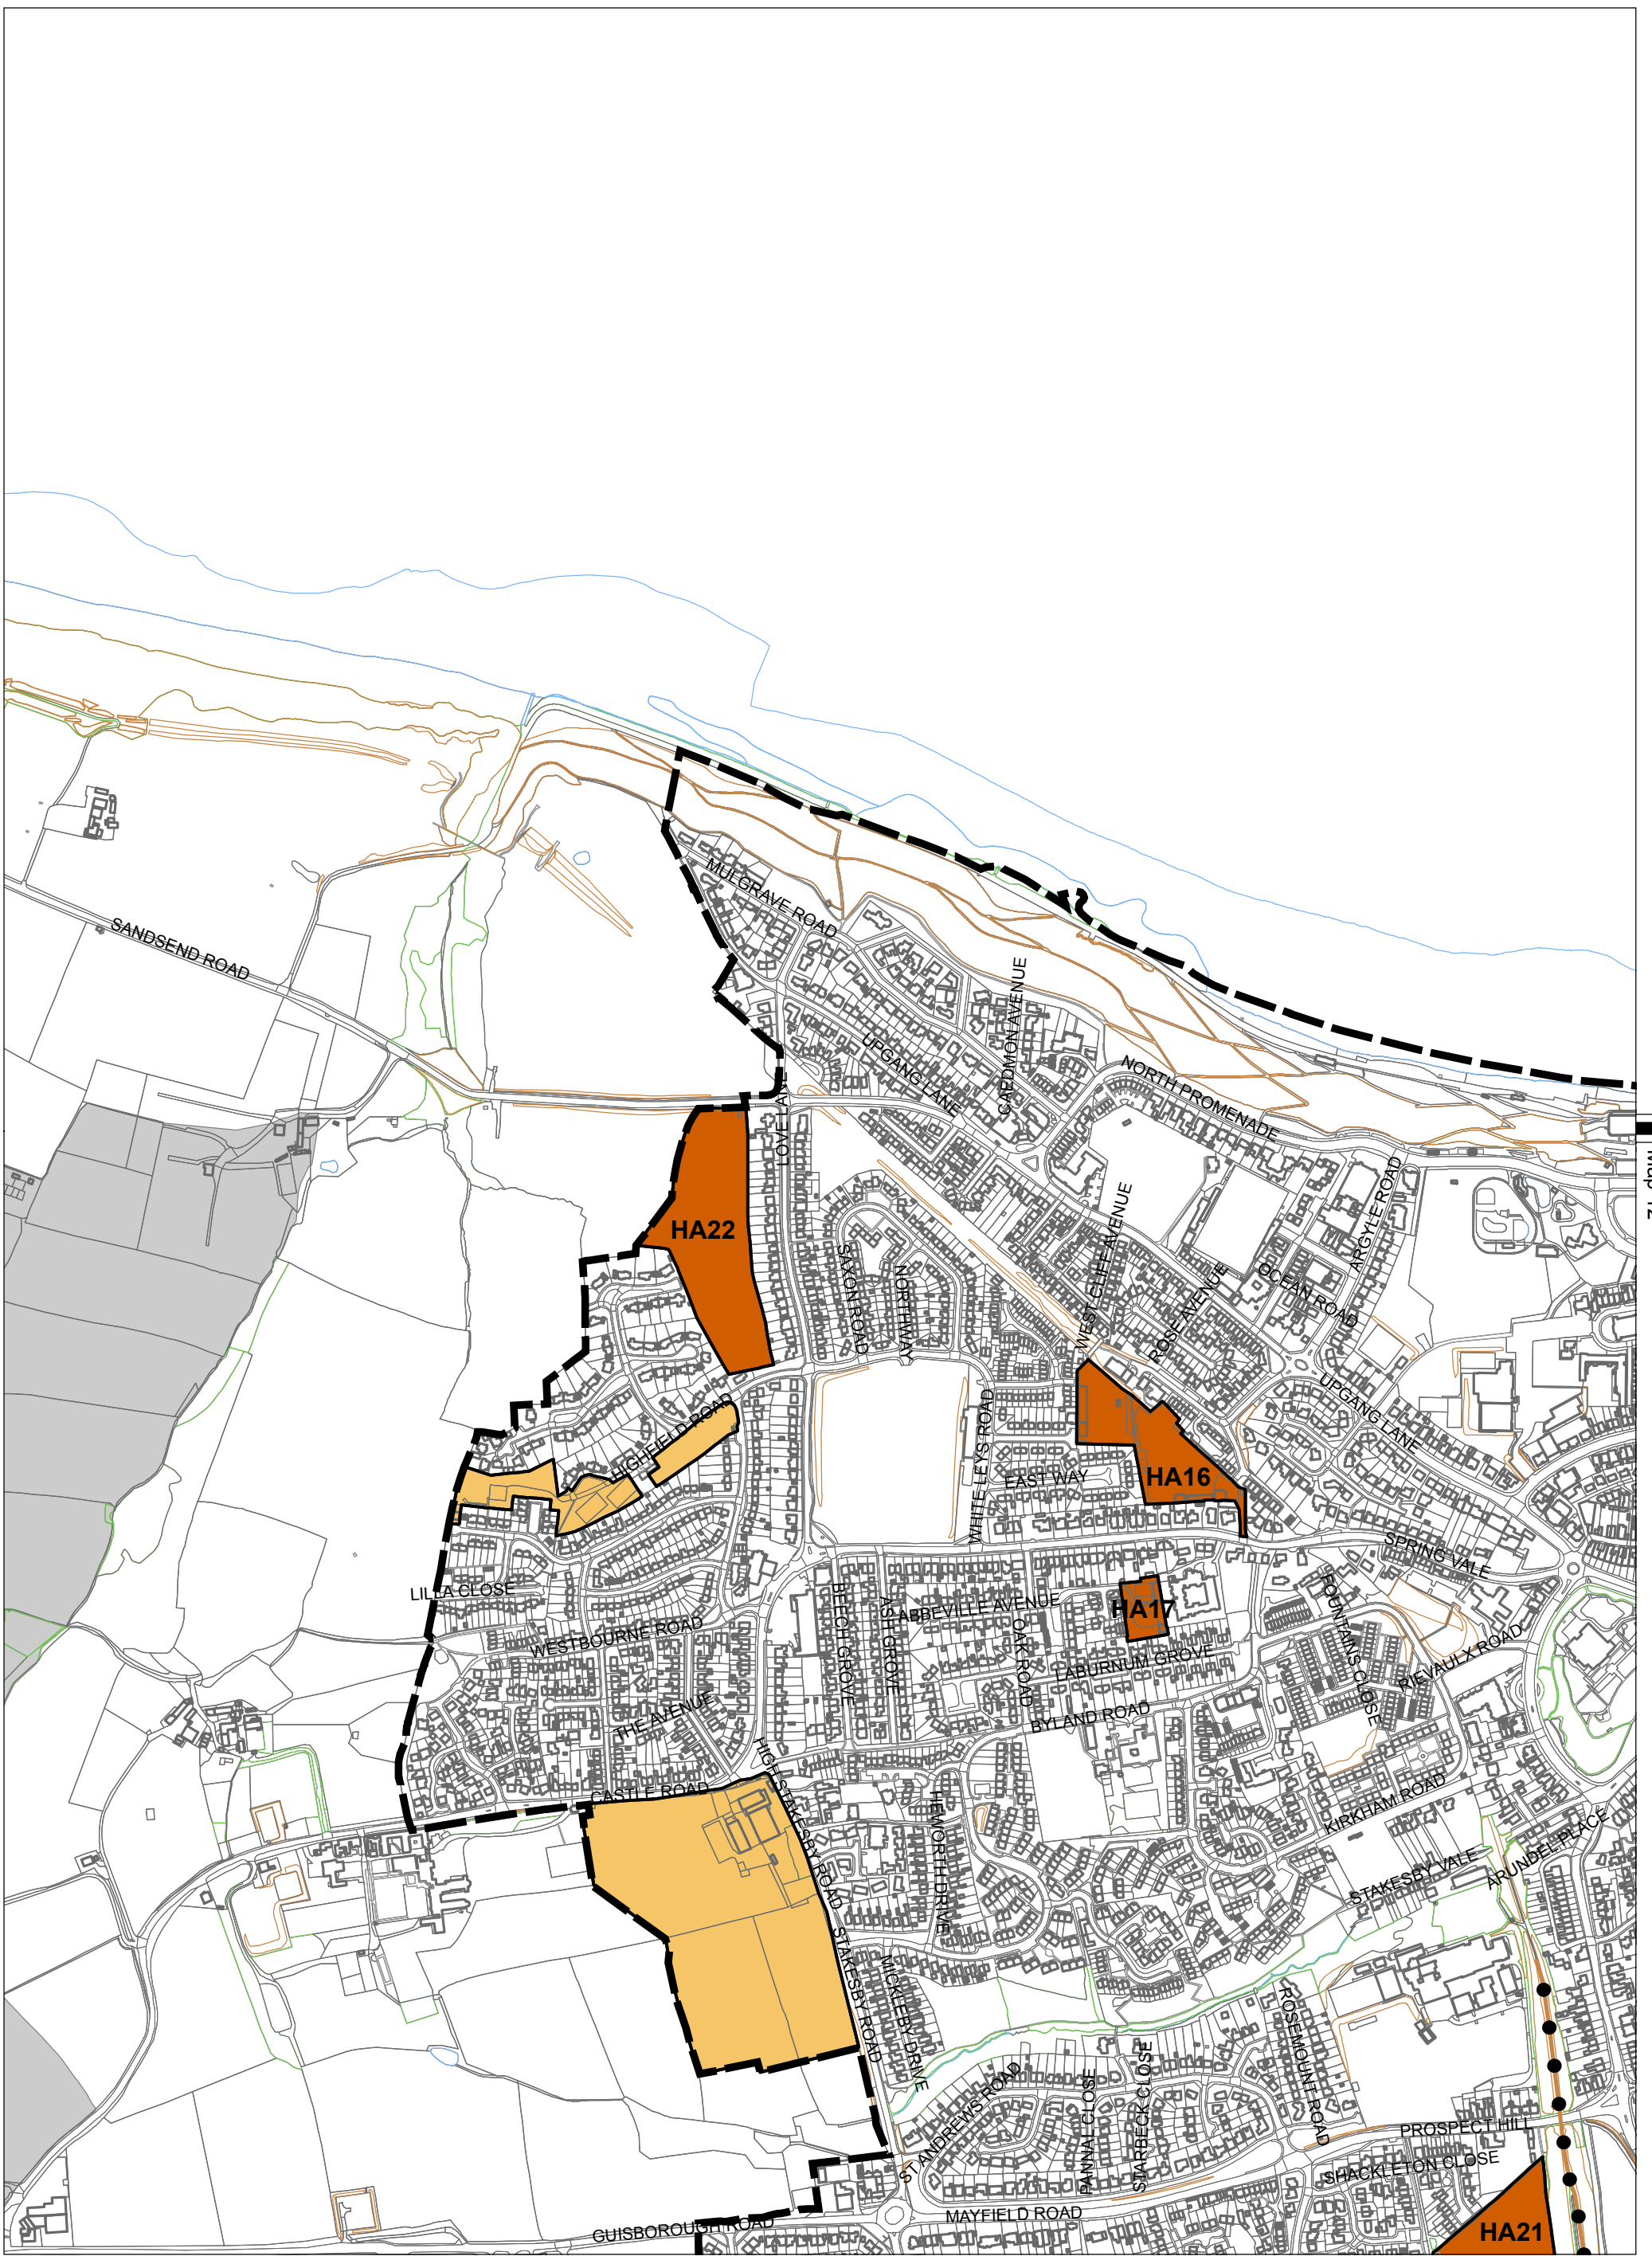 MULGRAVE ROAD
SANDSEND ROAD
CAEDMON AVENUE
UPGANG LANE
NORTH PROMENADE
LOVE LANE
ARGYLE ROAD
HA22
WEST CLIFF AVENUE
SAXON ROAD
NORTHWAY
ROSE AVENUE
OCEAN ROAD
UPGANG LANE
HIGHFIELD ROAD
WHITE LEYS ROAD
EAST WAY
HA16
SPRING VALE
LILLA CLOSE
BEECH GROVE
ASH GROVE
ABBEVILLE AVENUE
HA17
FOUNTAINS CLOSE
WESTBOURNE ROAD
OAK ROAD
LABURNUM GROVE
RIEVAULX ROAD
THE AVENUE
BYLAND ROAD
CASTLE ROAD
HIGH STAKESBY ROAD
HEWORTH DRIVE
KIRKHAM ROAD
STAKESBY VALE
ARUNDEL PLACE
STAKESBY ROAD
MICKLEBY DRIVE
ROSEMOUNT ROAD
ST ANDREWS ROAD
PANNAL CLOSE
STARBECK CLOSE
PROSPECT HILL
SHACKLETON CLOSE
MAYFIELD ROAD
GUISBOROUGH ROAD
HA21